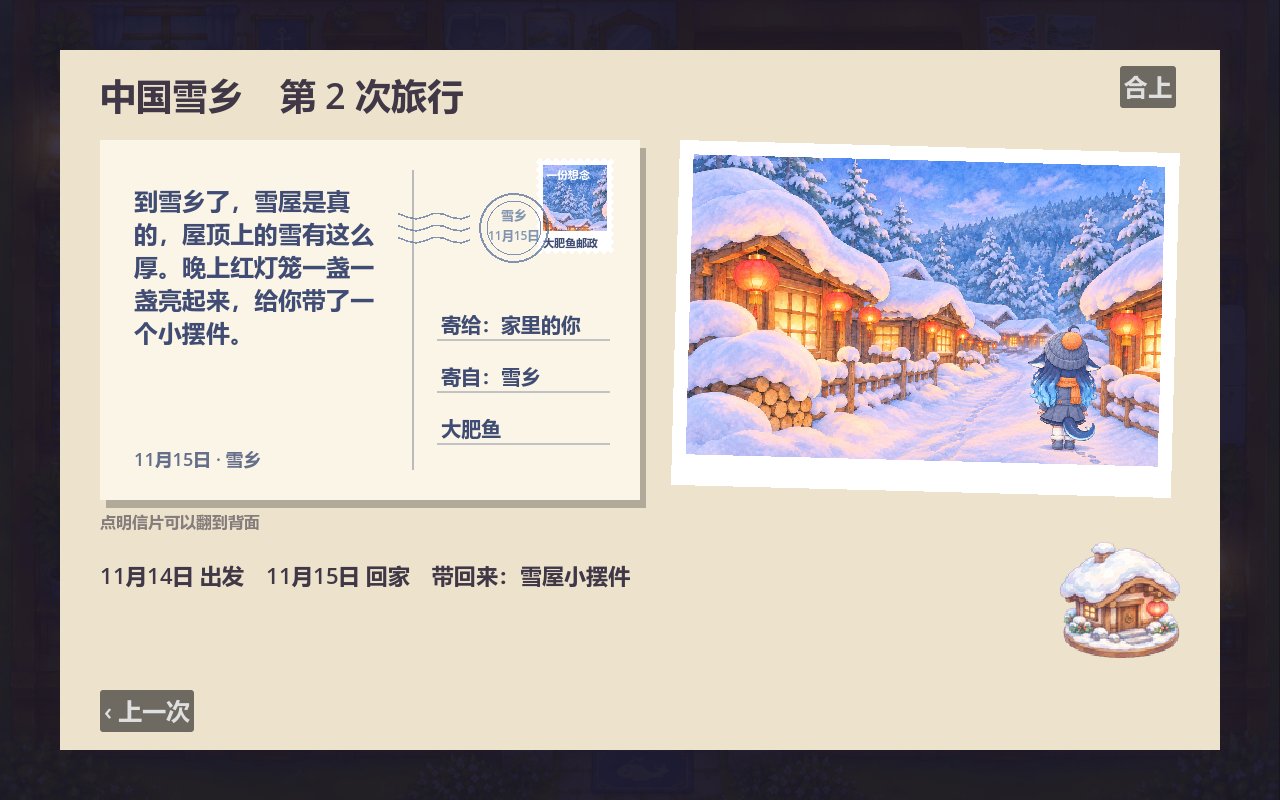 中国雪乡 第 2 次旅行
合上
到雪乡了，雪屋是真
的，屋顶上的雪有这么
厚。晚上红灯笼一盏一
盏亮起来，给你带了一
个小摆件。
11月15日 · 雪乡
雪乡
11月15日
一份想念
大肥鱼邮政
寄给：家里的你
寄自：雪乡
大肥鱼
点明信片可以翻到背面
11月14日 出发 11月15日 回家 带回来：雪屋小摆件
‹ 上一次